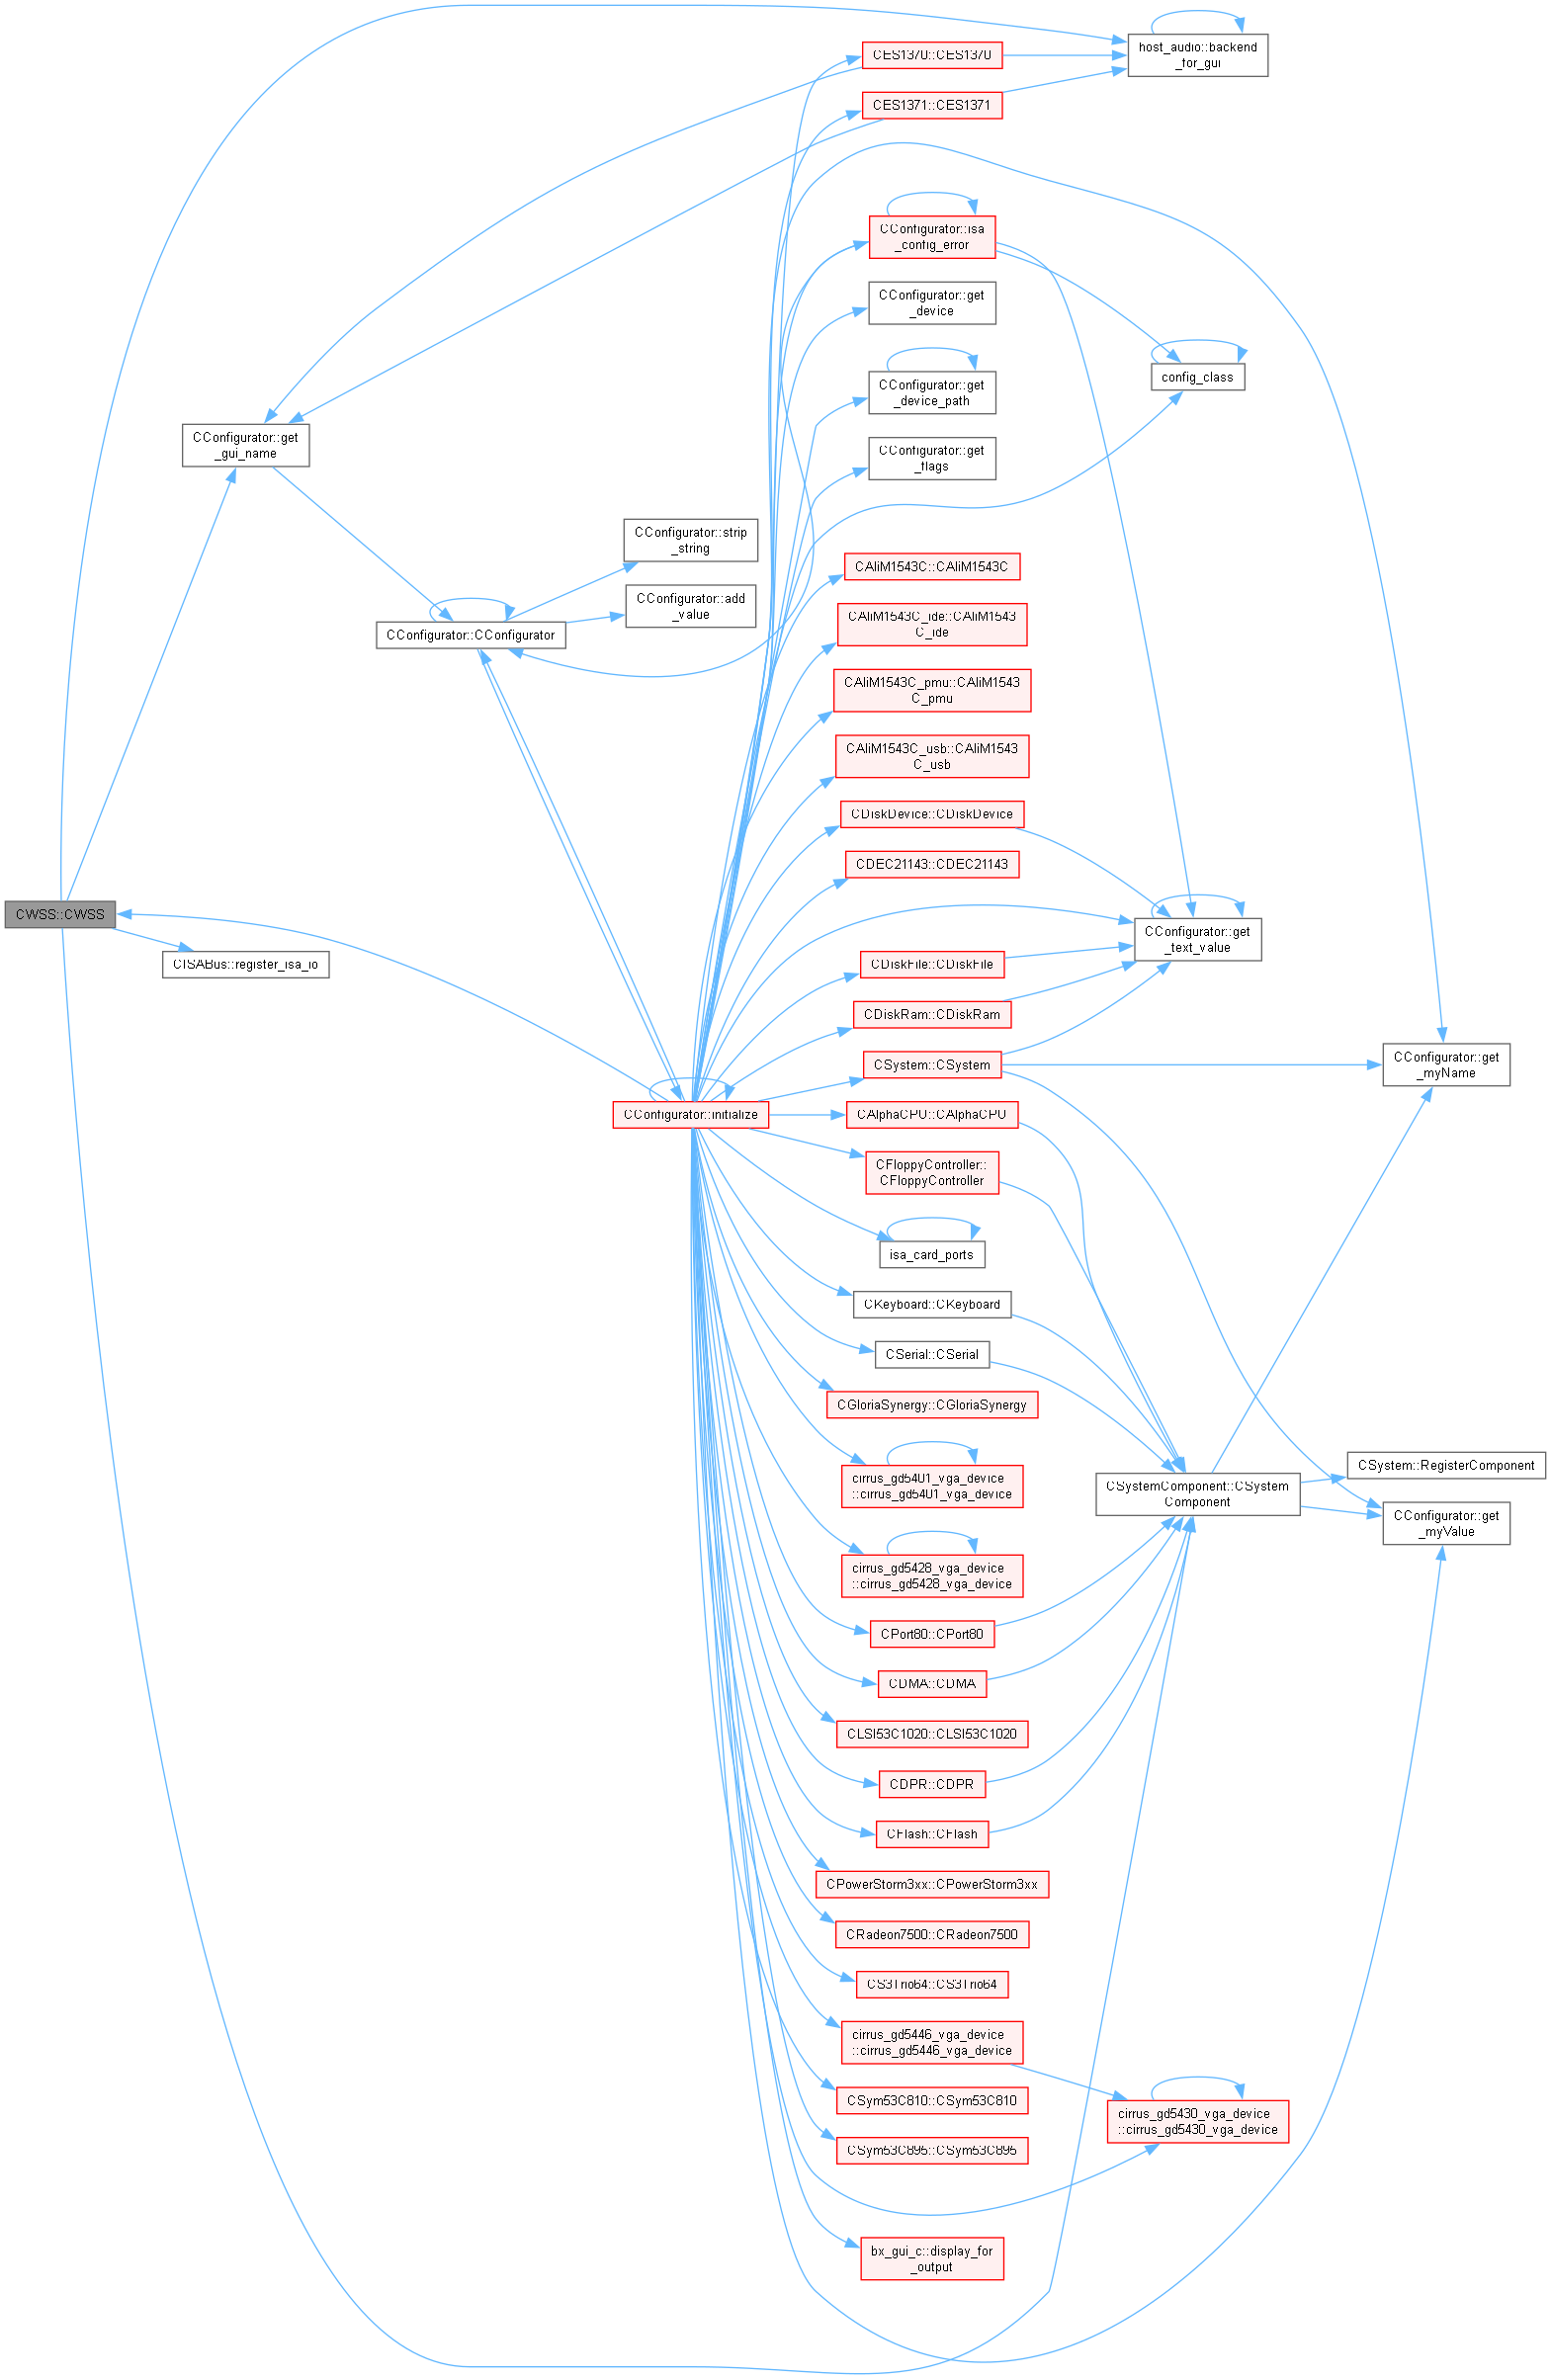 host_audio::backend
_for_gui
CES1370::CES1370
CES1371::CES1371
CConfigurator::isa
_config_error
CConfigurator::get
_device
config_class
CConfigurator::get
_device_path
CConfigurator::get
_gui_name
CConfigurator::get
_flags
CConfigurator::strip
_string
CAliM1543C::CAliM1543C
CConfigurator::add
_value
CAliM1543C_ide::CAliM1543
C_ide
CConfigurator::CConfigurator
CAliM1543C_pmu::CAliM1543
C_pmu
CAliM1543C_usb::CAliM1543
C_usb
CDiskDevice::CDiskDevice
CDEC21143::CDEC21143
CWSS::CWSS
CConfigurator::get
_text_value
CISABus::register_isa_io
CDiskFile::CDiskFile
CDiskRam::CDiskRam
CSystem::CSystem
CConfigurator::get
_myName
CConfigurator::initialize
CAlphaCPU::CAlphaCPU
CFloppyController::
CFloppyController
isa_card_ports
CKeyboard::CKeyboard
CSerial::CSerial
CGloriaSynergy::CGloriaSynergy
cirrus_gd5401_vga_device
::cirrus_gd5401_vga_device
CSystemComponent::CSystem
Component
CSystem::RegisterComponent
CConfigurator::get
_myValue
cirrus_gd5428_vga_device
::cirrus_gd5428_vga_device
CPort80::CPort80
CDMA::CDMA
CLSI53C1020::CLSI53C1020
CDPR::CDPR
CFlash::CFlash
CPowerStorm3xx::CPowerStorm3xx
CRadeon7500::CRadeon7500
CS3Trio64::CS3Trio64
cirrus_gd5446_vga_device
::cirrus_gd5446_vga_device
CSym53C810::CSym53C810
cirrus_gd5430_vga_device
::cirrus_gd5430_vga_device
CSym53C895::CSym53C895
bx_gui_c::display_for
_output